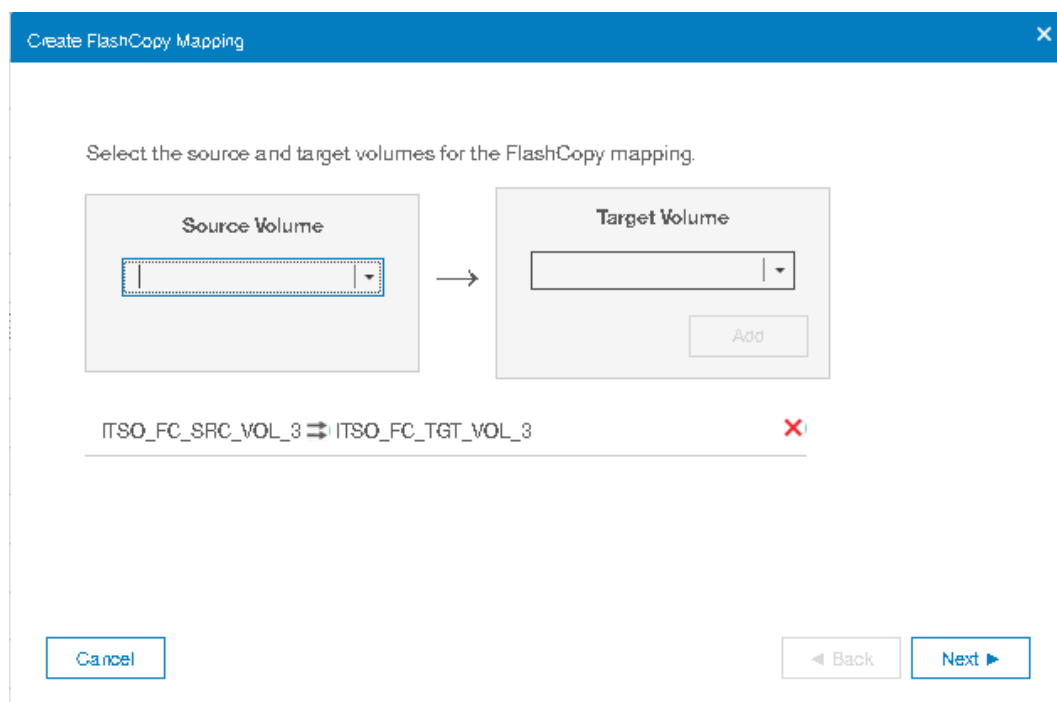 Create FlashCopy Mapping
Select the source and target volumes for the FlashCopy mapping.
Source Volume
Target Volume
Add
ITSO_FC_SRC_VOL_3 ITSO_FC_TGT_VOL_3
Cancel
Back
Next